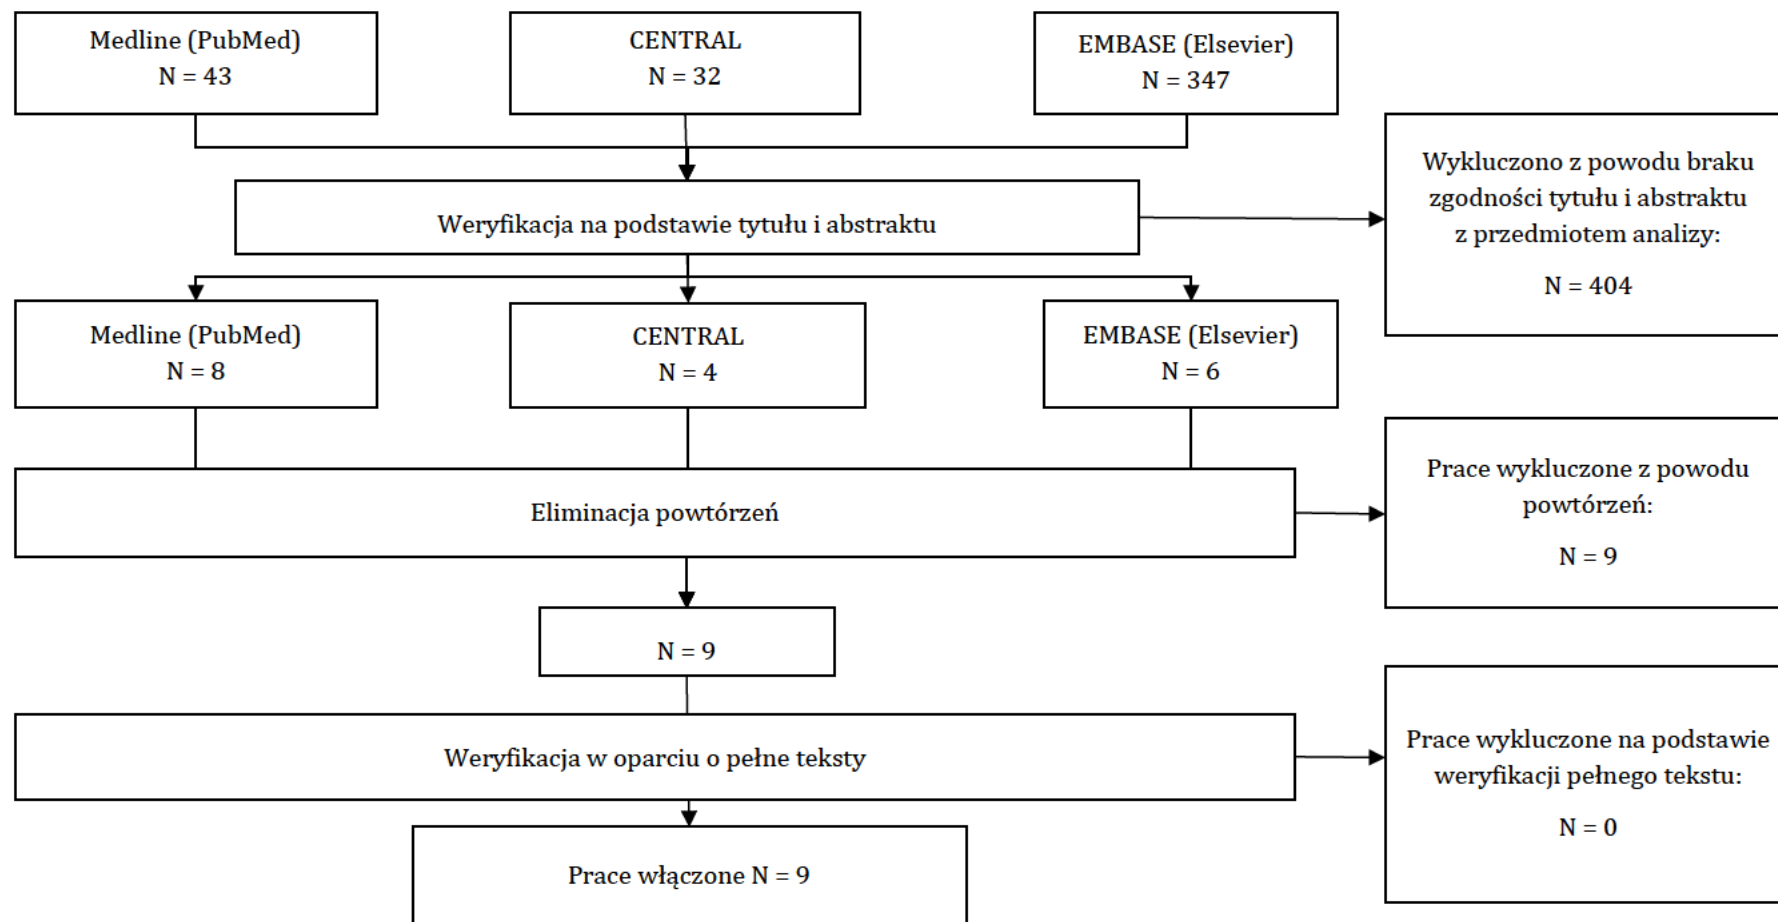 Medline (PubMed)
N = 43
CENTRAL
N = 32
EMBASE (Elsevier)
N = 347
Wykluczono z powodu braku
zgodności tytułu i abstraktu
z przedmiotem analizy:
N = 404
Weryfikacja na podstawie tytułu i abstraktu
Medline (PubMed)
N = 8
CENTRAL
N = 4
EMBASE (Elsevier)
N = 6
Prace wykluczone z powodu
powtórzeń:
N = 9
Eliminacja powtórzeń
N = 9
Weryfikacja w oparciu o pełne teksty
Prace wykluczone na podstawie
weryfikacji pełnego tekstu:
N = 0
Prace włączone N = 9